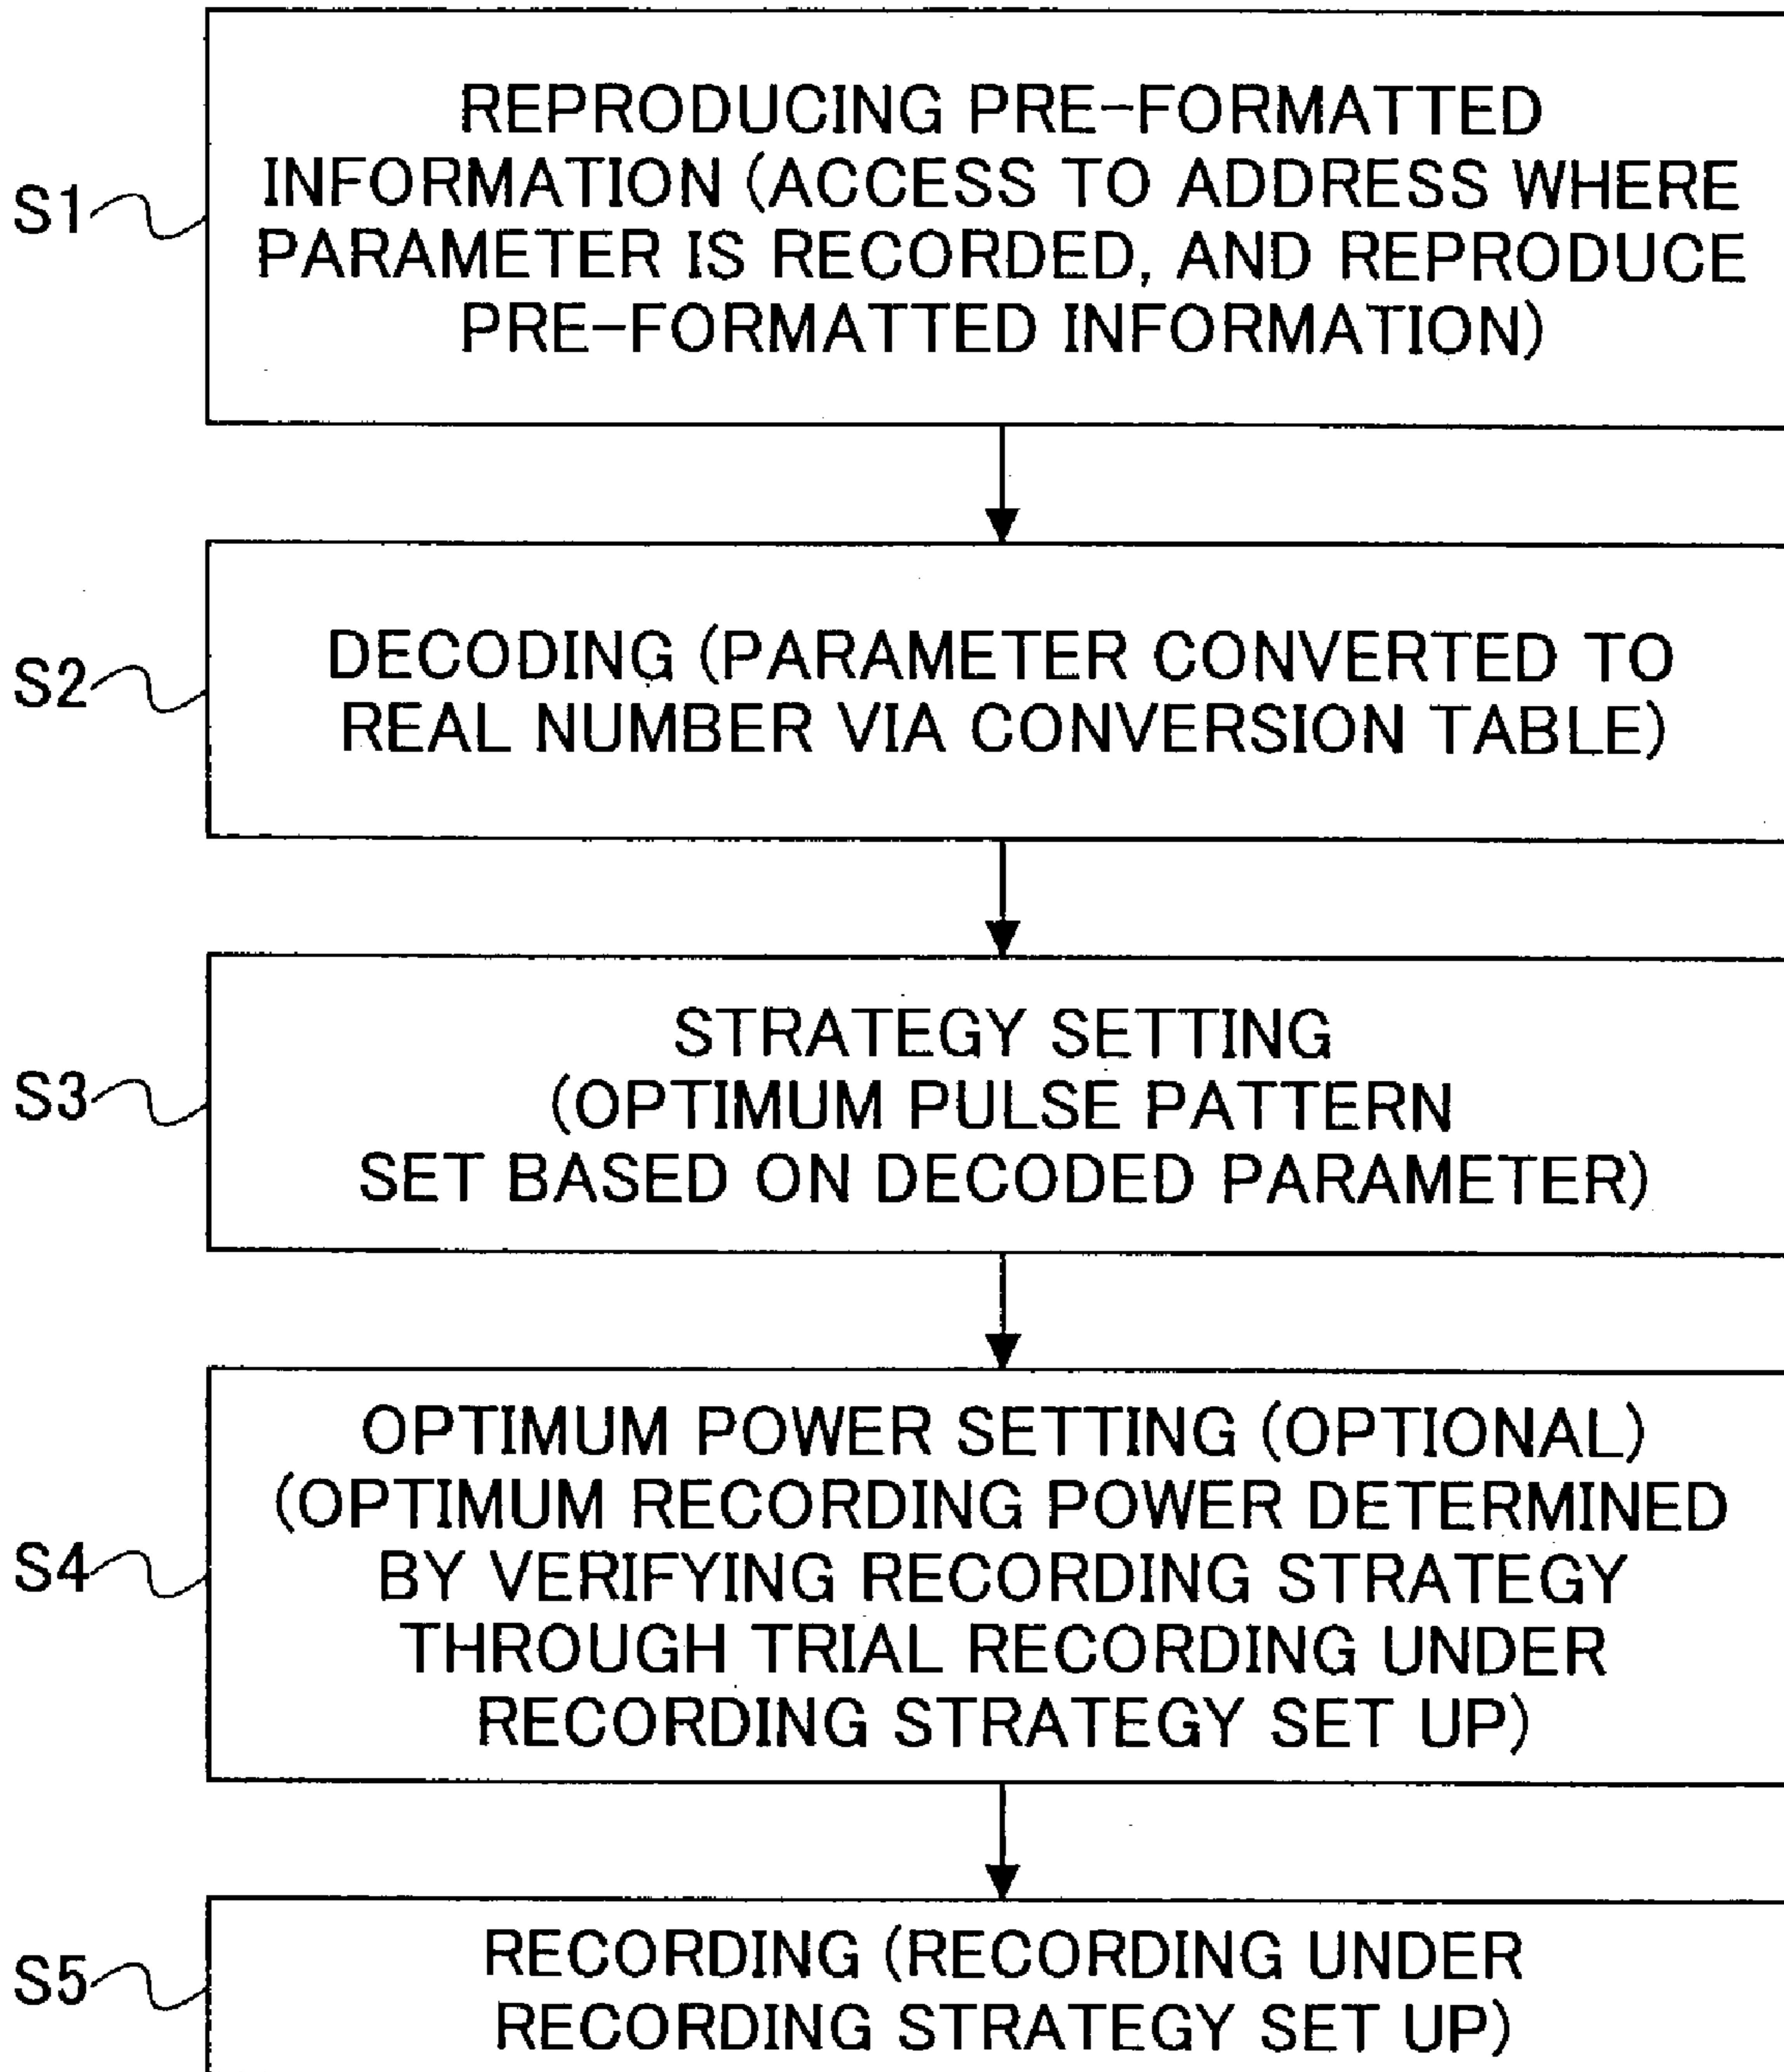 REPRODUCING PRE-FORMATTED
INFORMATION (ACCESS TO ADDRESS WHERE
S1
PARAMETER IS RECORDED, AND REPRODUCE
PRE-FORMATTED INFORMATION)
DECODING (PARAMETER CONVERTED TO
S2
REAL NUMBER VIA CONVERSION TABLE)
STRATEGY SETTING
S3
(OPTIMUM PULSE PATTERN
SET BASED ON DECODED PARAMETER)
OPTIMUM POWER SETTING (OPTIONAL)
(OPTIMUM RECORDING POWER DETERMINED
S4
BY VERIFYING RECORDING STRATEGY
THROUGH TRIAL RECORDING UNDER
RECORDING STRATEGY SET UP)
S5
RECORDING (RECORDING UNDER
RECORDING STRATEGY SET UP)